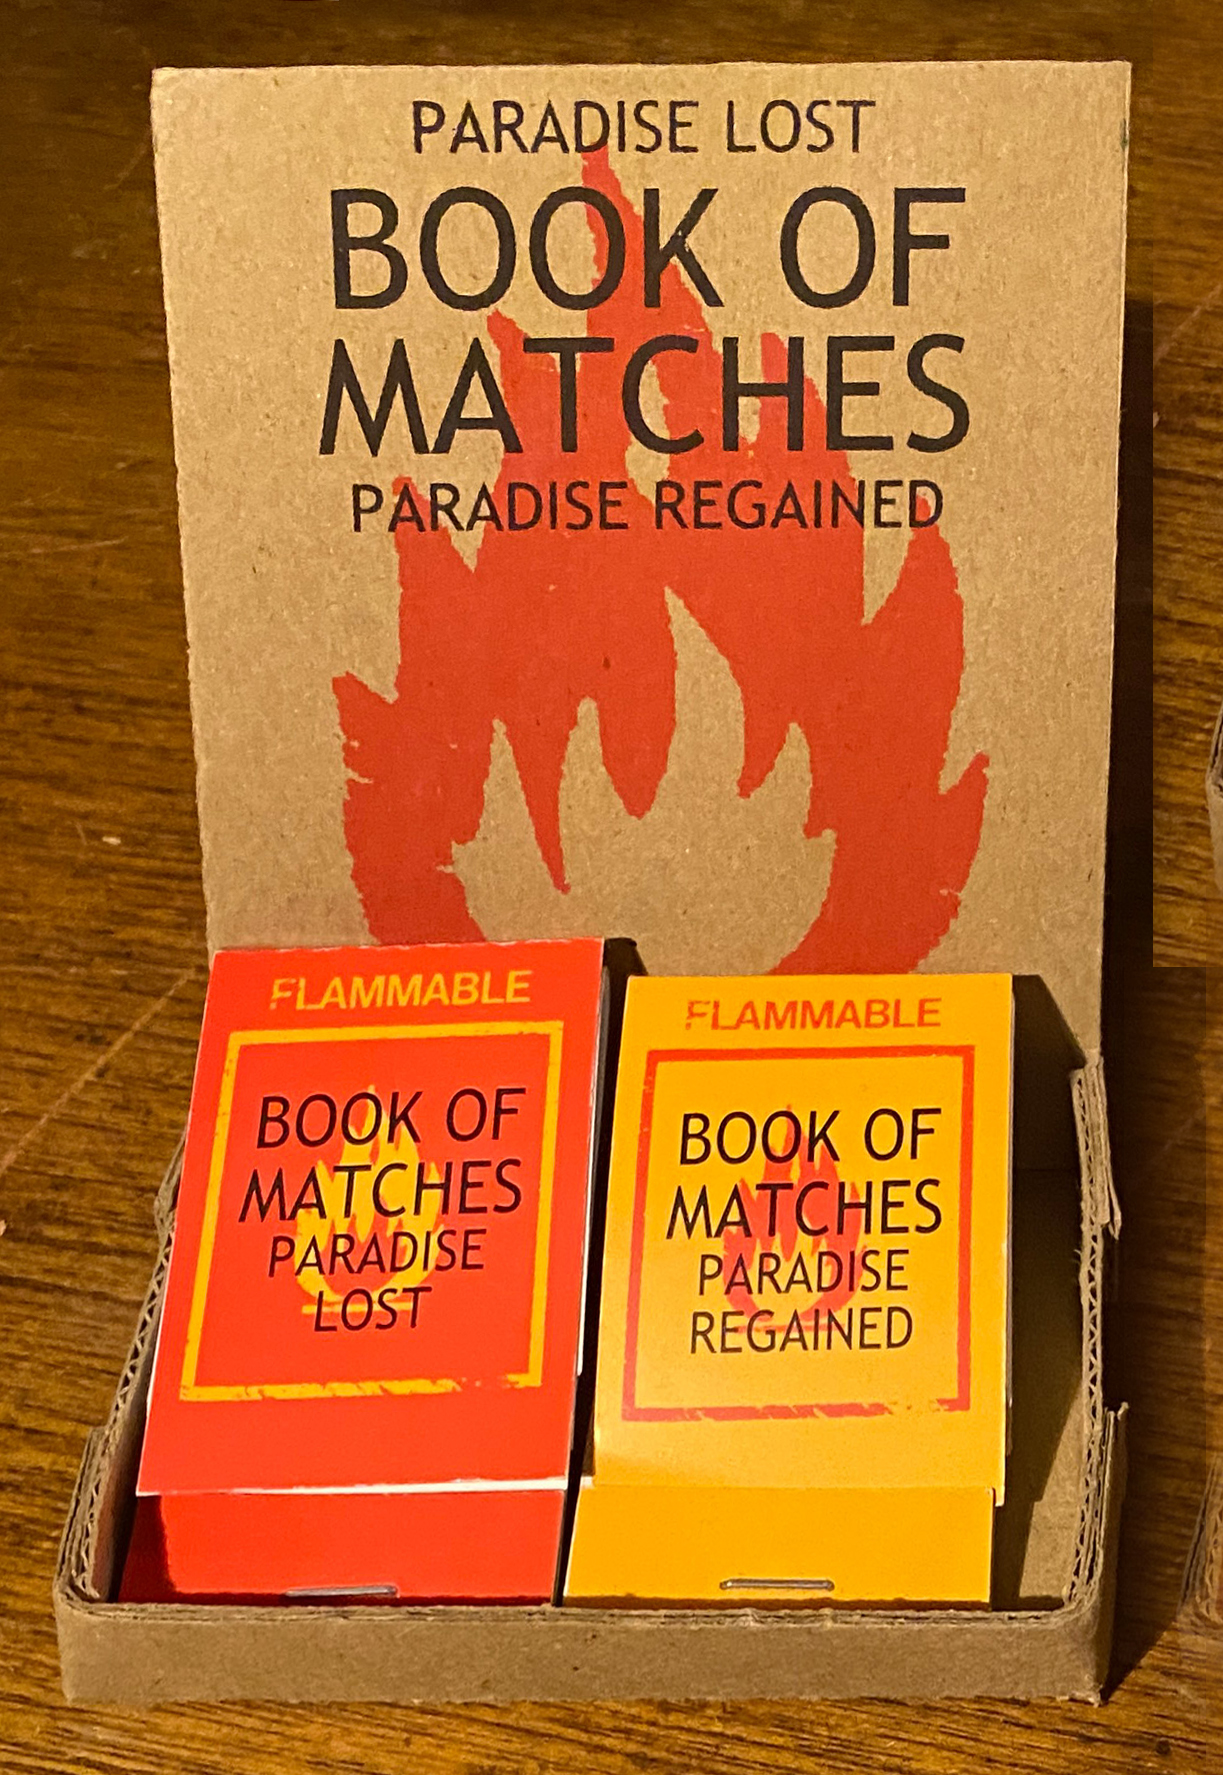 PARADISE LOST
BOOK OF
MATCHES
PARADISE REGAINED
FLAMMABLE
BOOK OF
MATCHES
PARADISE
LOST
FLAMMABLE
BOOK OF
MATCHES
PARADISE
REGAINED